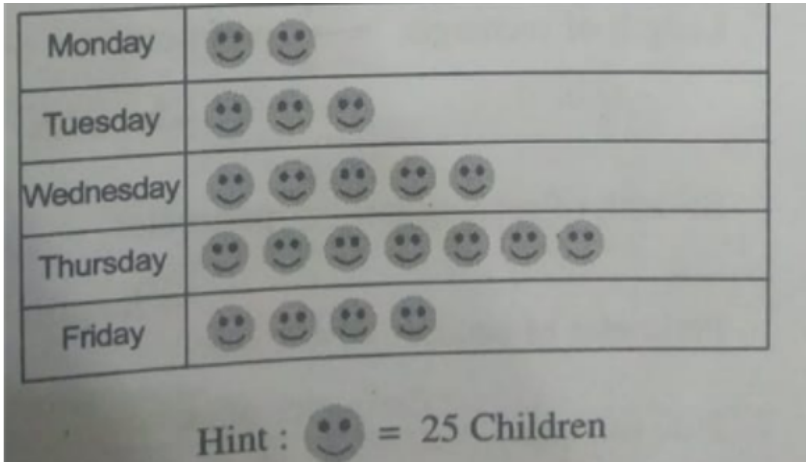 Monday
Tuesday
Wednesday
Thursday
Friday
Hint : = 25 Children